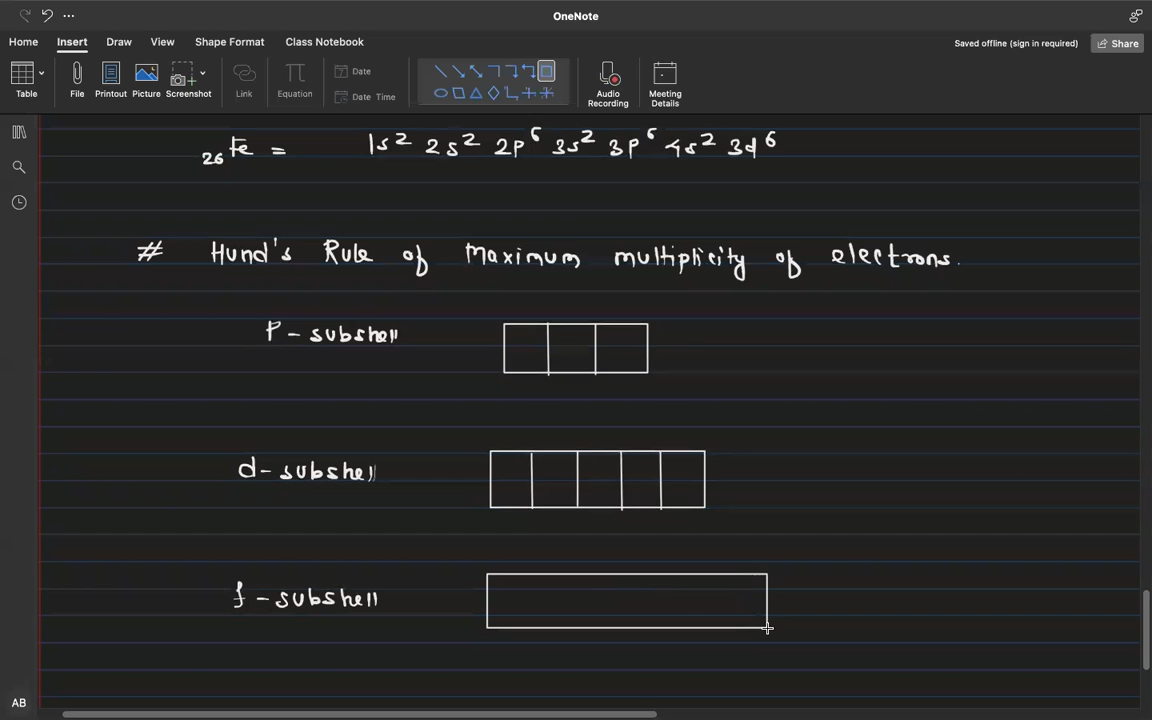 OneNote
Home Insert Draw View Shape Format Class Notebook
Saved offline (sign in required) Share
Table File Printout Picture Screenshot Link Equation Date Date Time Audio Recording Meeting Details
₂₆Fe = 1s² 2s² 2p⁶ 3s² 3p⁶ 4s² 3d⁶
# Hund's Rule of Maximum multiplicity of electrons.
P - subshell
d - subshell
f - subshell
AB